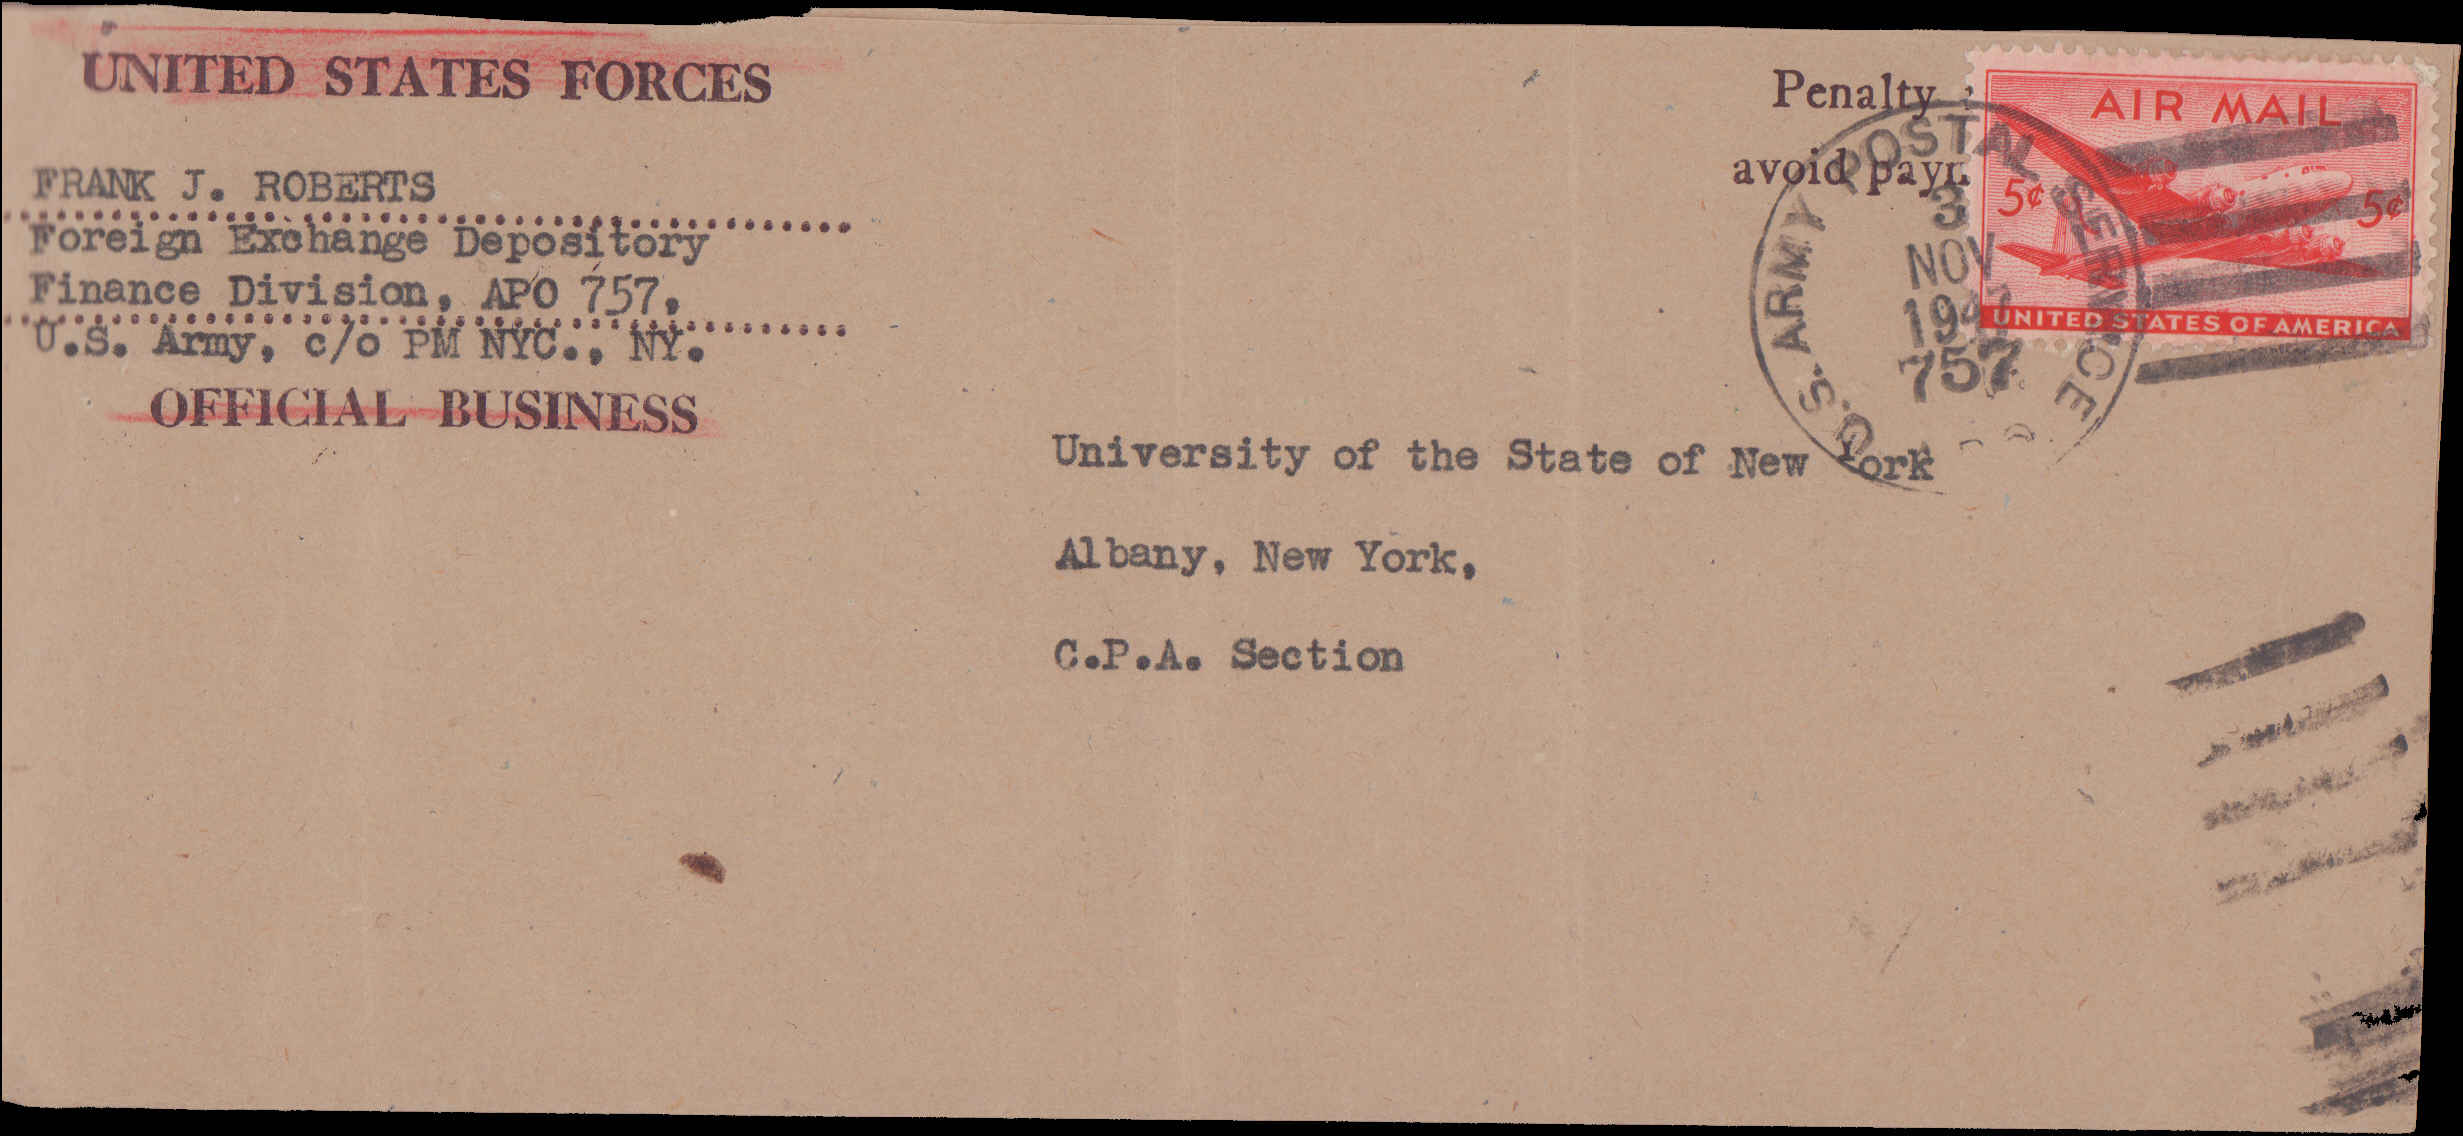 UNITED STATES FORCES
FRANK J. ROBERTS
Foreign Exchange Depository
Finance Division, APO 757,
U.S. Army, c/o PM NYC., NY.
OFFICIAL BUSINESS
Penalty
avoid
AIR MAIL
5¢ 5¢
UNITED STATES OF AMERICA
U.S. ARMY POSTAL SERVICE
3
NOV
757
University of the State of New York
Albany, New York,
C.P.A. Section